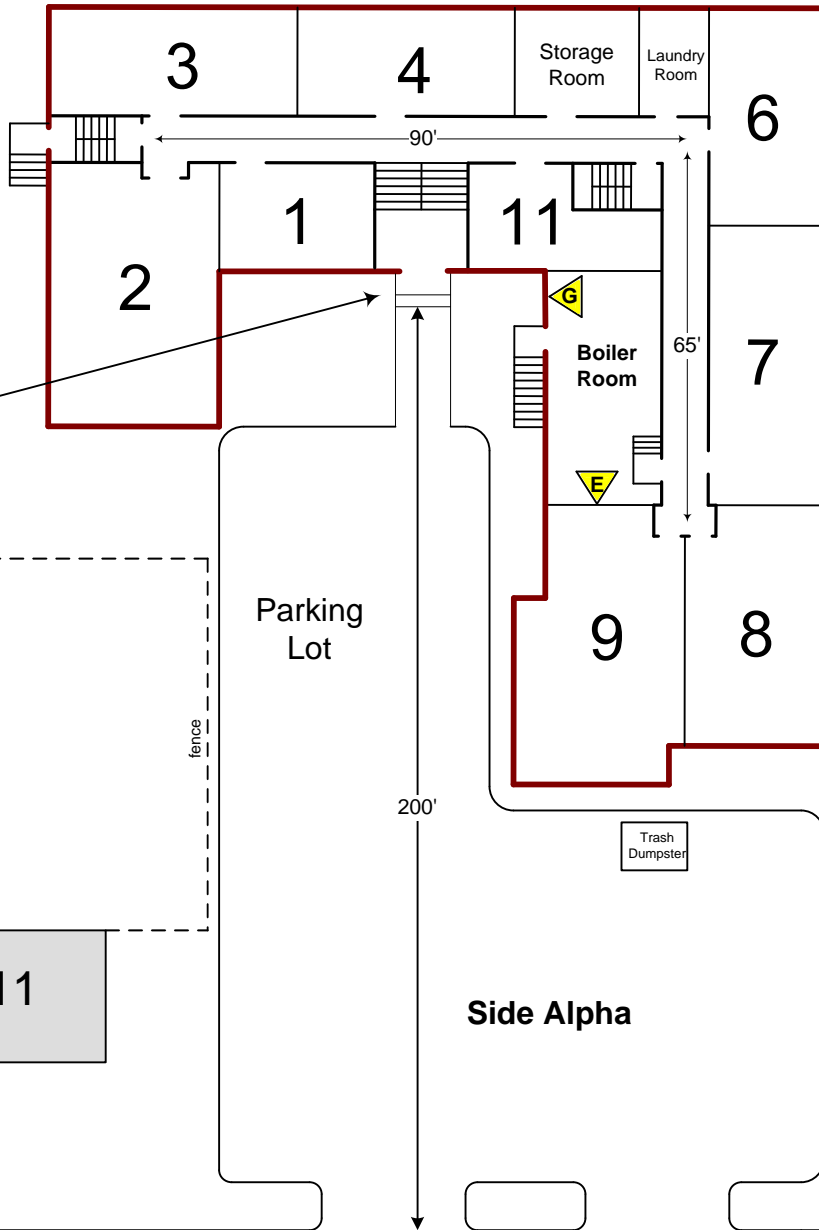 3
4
Storage
Room
Laundry
Room
6
90'
1
11
2
G
Boiler
Room
65'
7
E
Parking
Lot
9
8
fence
200'
Trash
Dumpster
Side Alpha